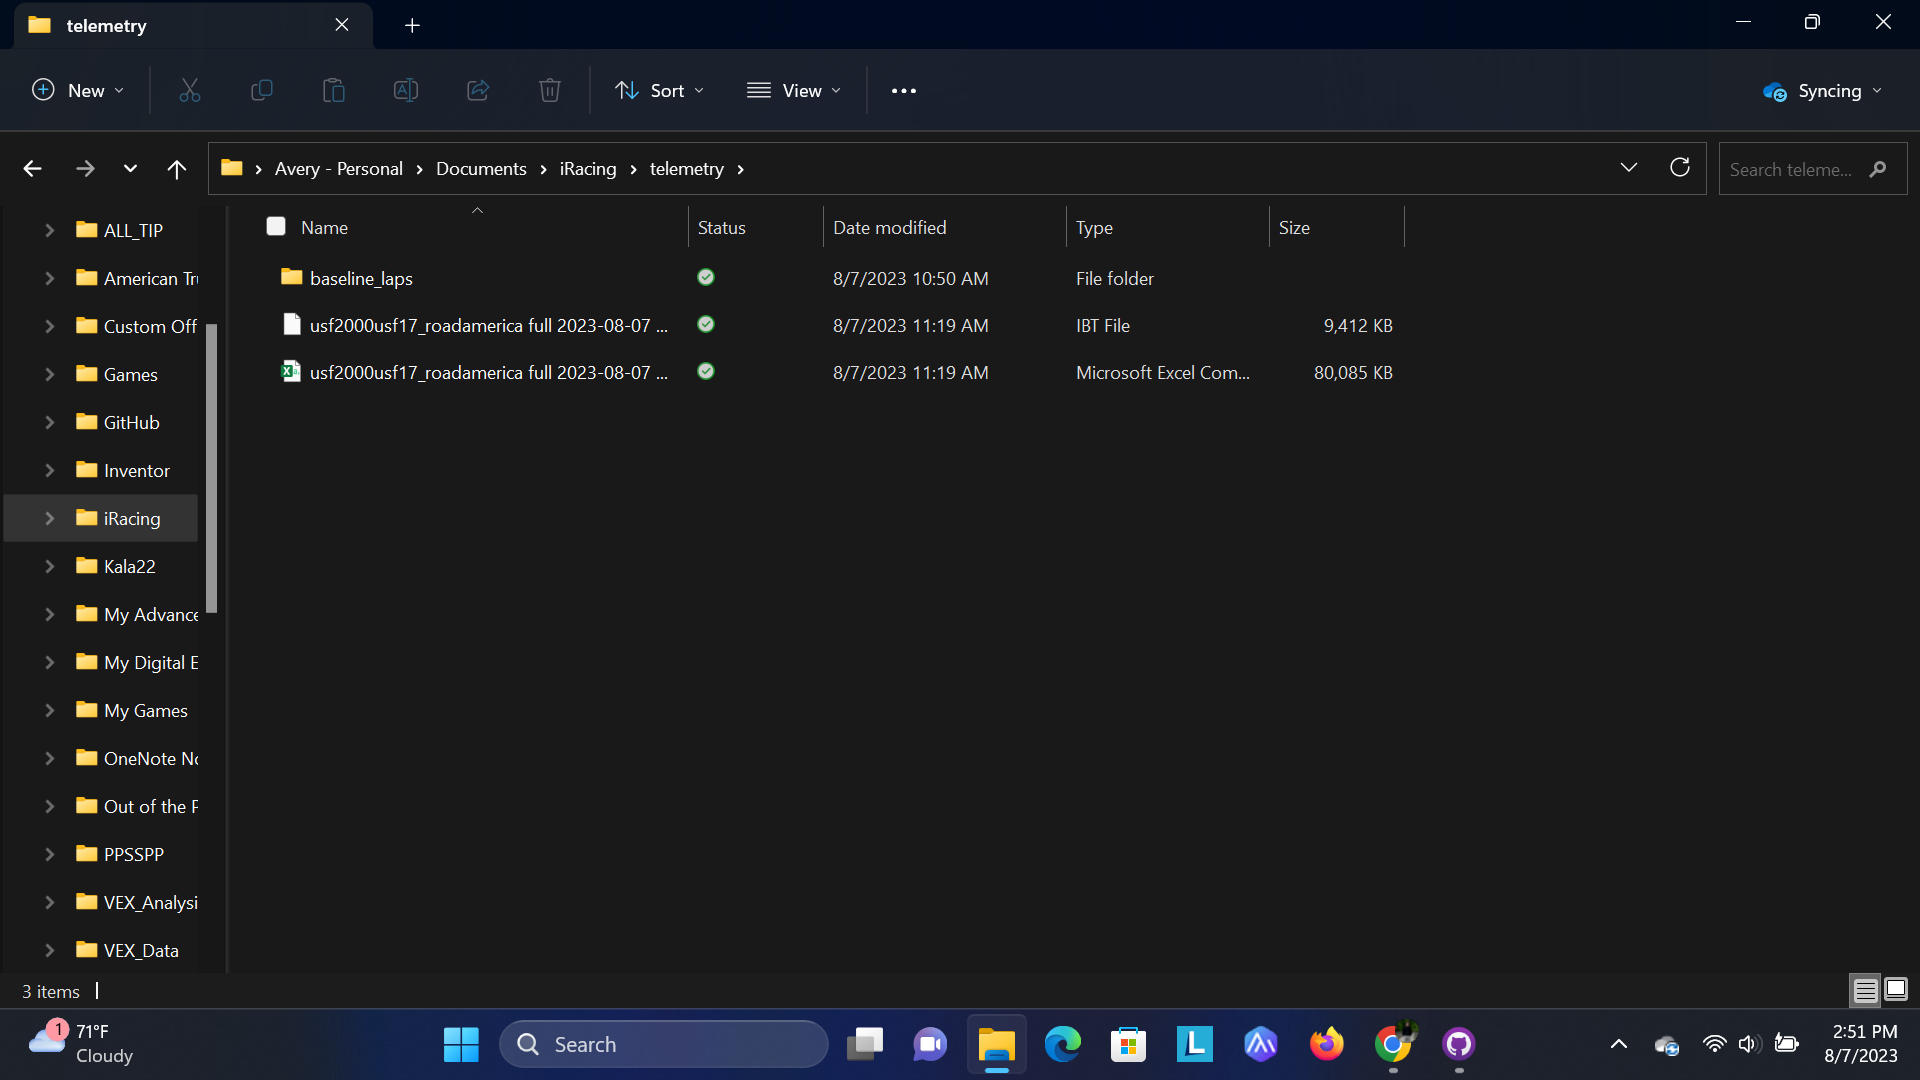 telemetry
New
Sort
View
Syncing
Avery - Personal > Documents > iRacing > telemetry >
Search teleme...
Name Status Date modified Type Size
baseline_laps 8/7/2023 10:50 AM File folder
usf2000usf17_roadamerica full 2023-08-07 ... 8/7/2023 11:19 AM IBT File 9,412 KB
usf2000usf17_roadamerica full 2023-08-07 ... 8/7/2023 11:19 AM Microsoft Excel Com... 80,085 KB
ALL_TIP
American Tr
Custom Off
Games
GitHub
Inventor
iRacing
Kala22
My Advance
My Digital E
My Games
OneNote No
Out of the P
PPSSPP
VEX_Analysi
VEX_Data
3 items
1
71°F
Cloudy
Search
L
2:51 PM
8/7/2023